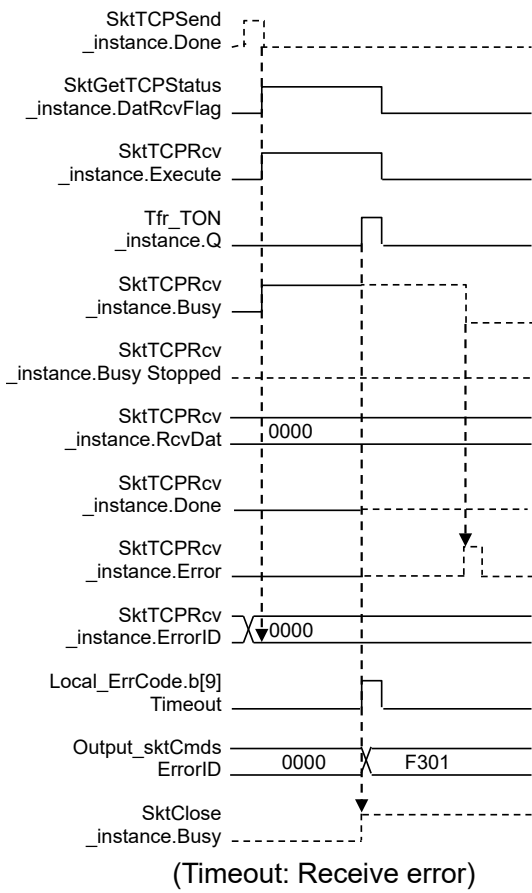 SktTCPSend
_instance.Done
SktGetTCPStatus
_instance.DatRcvFlag
SktTCPRcv
_instance.Execute
Tfr_TON
_instance.Q
SktTCPRcv
_instance.Busy
SktTCPRcv
_instance.Busy Stopped
SktTCPRcv
_instance.RcvDat
0000
SktTCPRcv
_instance.Done
SktTCPRcv
_instance.Error
SktTCPRcv
_instance.ErrorID
0000
Local_ErrCode.b[9]
Timeout
Output_sktCmds
ErrorID
0000 F301
SktClose
_instance.Busy
(Timeout: Receive error)